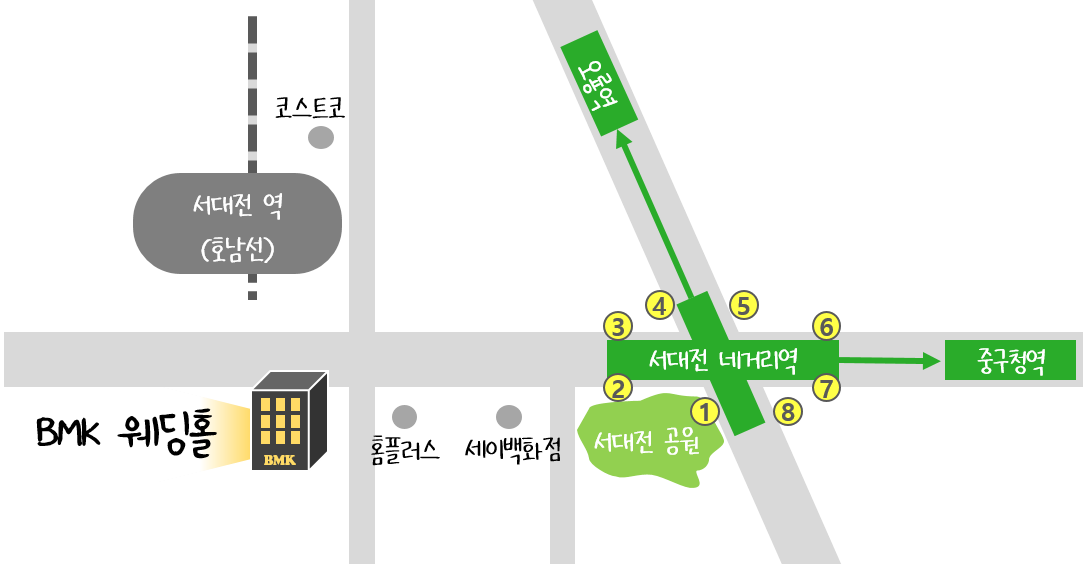 오룡역
코스트코
서대전 역
(호남선)
4
5
3
6
서대전 네거리역
중구청역
2
7
1
8
BMK 웨딩홀
BMK
홈플러스
세이백화점
서대전 공원